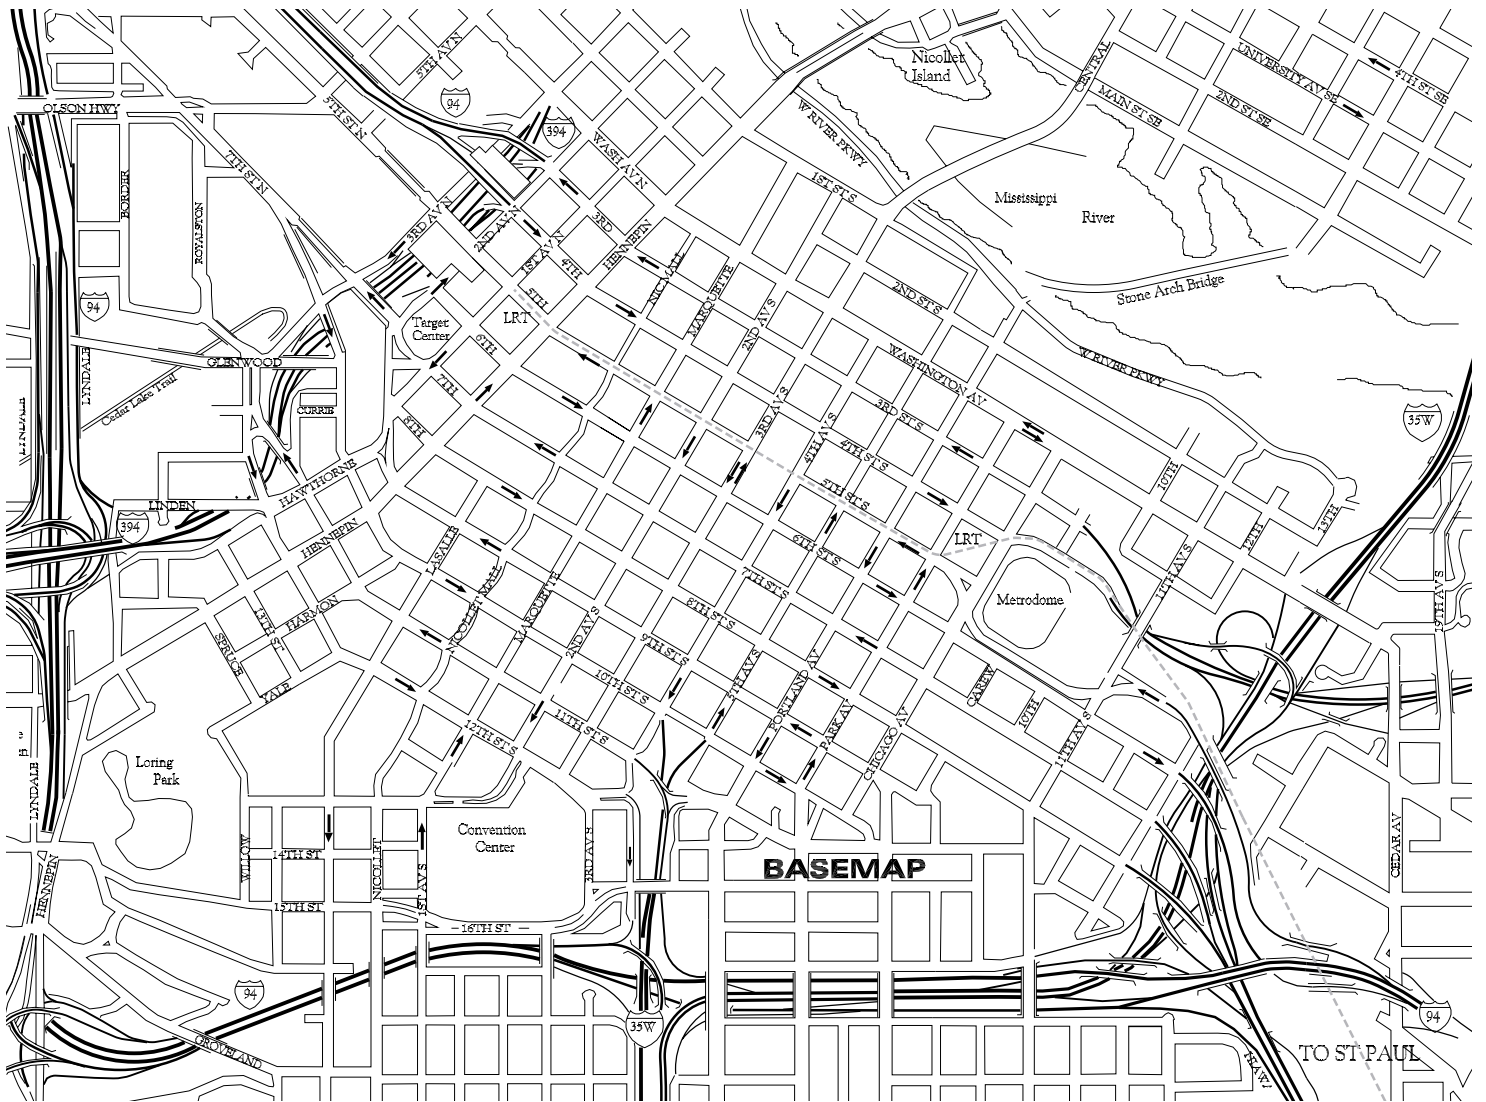 5TH AV N
94
Nicollet
Island
CENTRAL
UNIVERSITY AV SE
4TH ST SE
MAIN ST SE
2ND ST SE
OLSON HWY
5TH ST N
394
WASH AV N
W RIVER PKWY
7TH ST N
BORDER
ROYALSTON
1ST ST S
Mississippi
River
3RD AV N
2ND AV N
3RD
HENNEPIN
1ST AV N
4TH
NIC MALL
MARQUETTE
Stone Arch Bridge
94
5TH
2ND ST S
LRT
Target
Center
6TH
2ND AV S
LYNDALE
GLENWOOD
WASHINGTON AV
W RIVER PKWY
Cedar Lake Trail
7TH
CURRIE
8TH
3RD AV S
3RD ST S
35W
4TH AV S
4TH ST S
HAWTHORNE
10TH
LINDEN
5TH ST S
13TH
394
HENNEPIN
LASALLE
12TH
LRT
6TH ST S
11TH AV S
7TH ST S
NICOLLET MALL
MARQUETTE
Metrodome
19TH AV S
HARMON
13TH ST
8TH ST S
2ND AV S
SPRUCE
9TH ST S
5TH AV S
PORTLAND AV
CAREW
YALE
10TH ST S
11TH ST S
12TH ST S
PARK AV
CHICAGO AV
10TH
11TH AV S
Loring
Park
LYNDALE
Convention
Center
WILLOW
14TH ST
NICOLLET
1ST AV S
3RD AV S
BASEMAP
CEDAR AV
HENNEPIN
15TH ST
16TH ST
94
35W
94
GROVELAND
TO ST PAUL